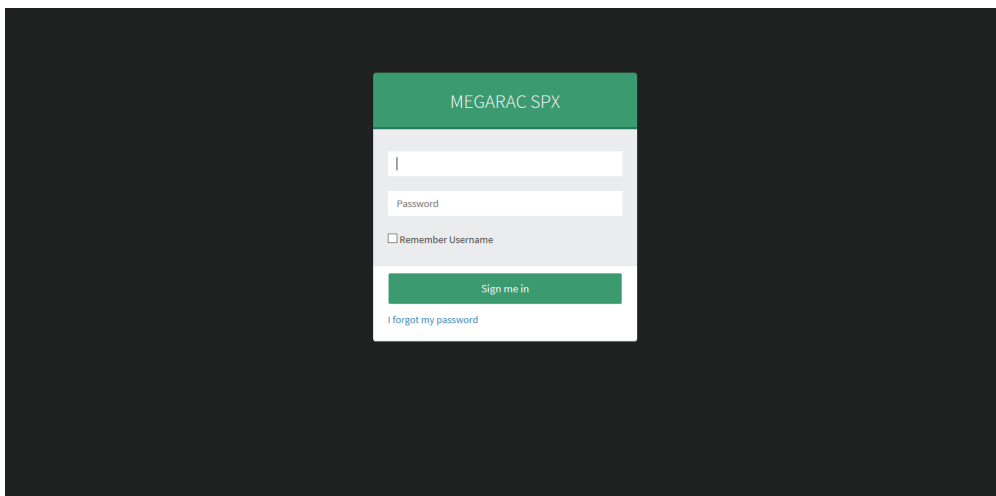 MEGARAC SPX
Password
Remember Username
Sign me in
I forgot my password